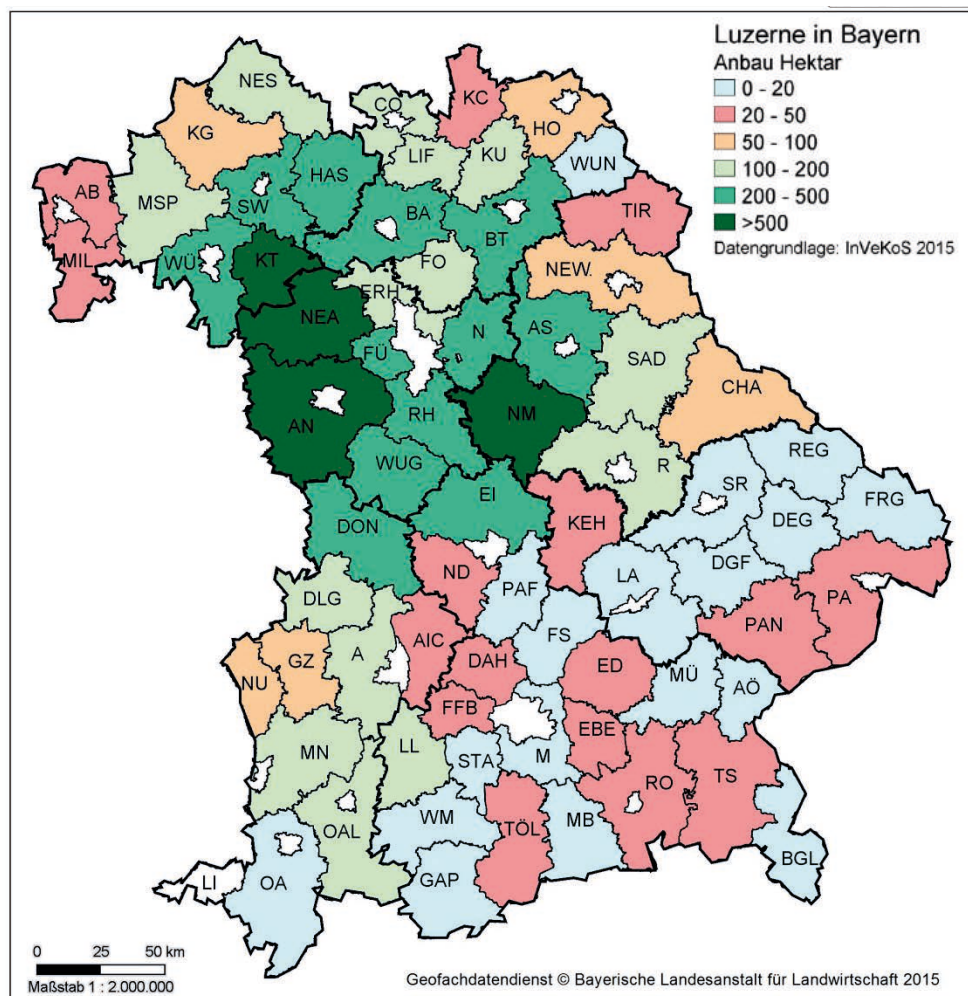 Luzerne in Bayern
Anbau Hektar
0 - 20
20 - 50
50 - 100
100 - 200
200 - 500
>500
Datengrundlage: InVeKoS 2015
NES
CO
KC
HO
KG
LIF
KU
WUN
AB
MSP
SW
HAS
BA
BT
TIR
MIL
WÜ
KT
FO
NEW.
ERH
NEA
FÜ
N
AS
SAD
CHA
AN
RH
NM
WUG
R
REG
EI
SR
FRG
DON
KEH
DEG
ND
PAF
LA
DGF
PA
DLG
PAN
A
AIC
FS
GZ
DAH
ED
MÜ
AÖ
NU
FFB
EBE
MN
LL
STA
M
RO
TS
OAL
WM
TÖL
MB
BGL
LI
OA
GAP
0 25 50 km
Maßstab 1 : 2.000.000
Geofachdatendienst © Bayerische Landesanstalt für Landwirtschaft 2015